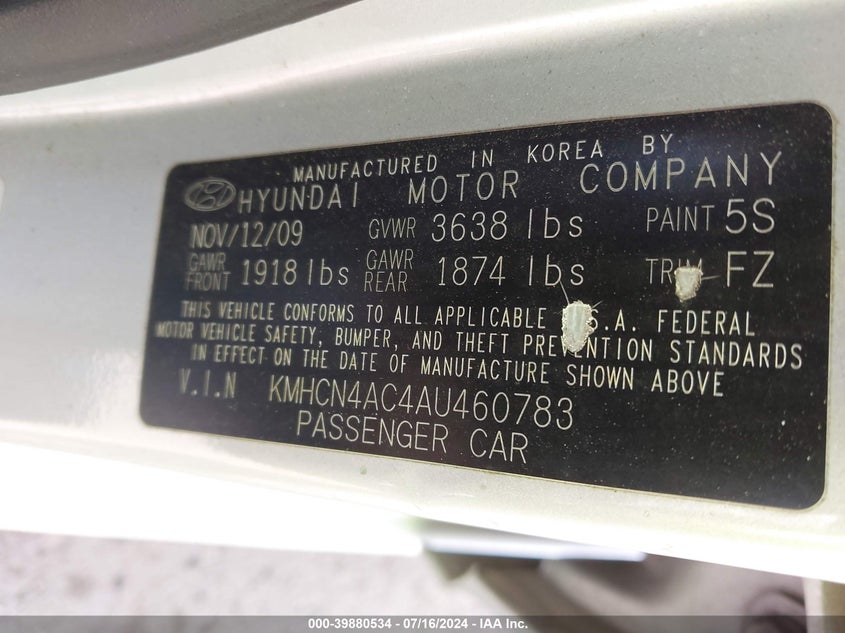 MANUFACTURED IN KOREA BY
HYUNDAI MOTOR COMPANY
NOV/12/09 GVWR 3638 lbs PAINT 5S
GAWR FRONT 1918 lbs GAWR REAR 1874 lbs TRIM FZ
THIS VEHICLE CONFORMS TO ALL APPLICABLE U.S.A. FEDERAL
MOTOR VEHICLE SAFETY, BUMPER, AND THEFT PREVENTION STANDARDS
IN EFFECT ON THE DATE OF MANUFACTURE SHOWN ABOVE
V.I.N KMHCN4AC4AU460783
PASSENGER CAR
000-39880534 - 07/16/2024 - IAA Inc.